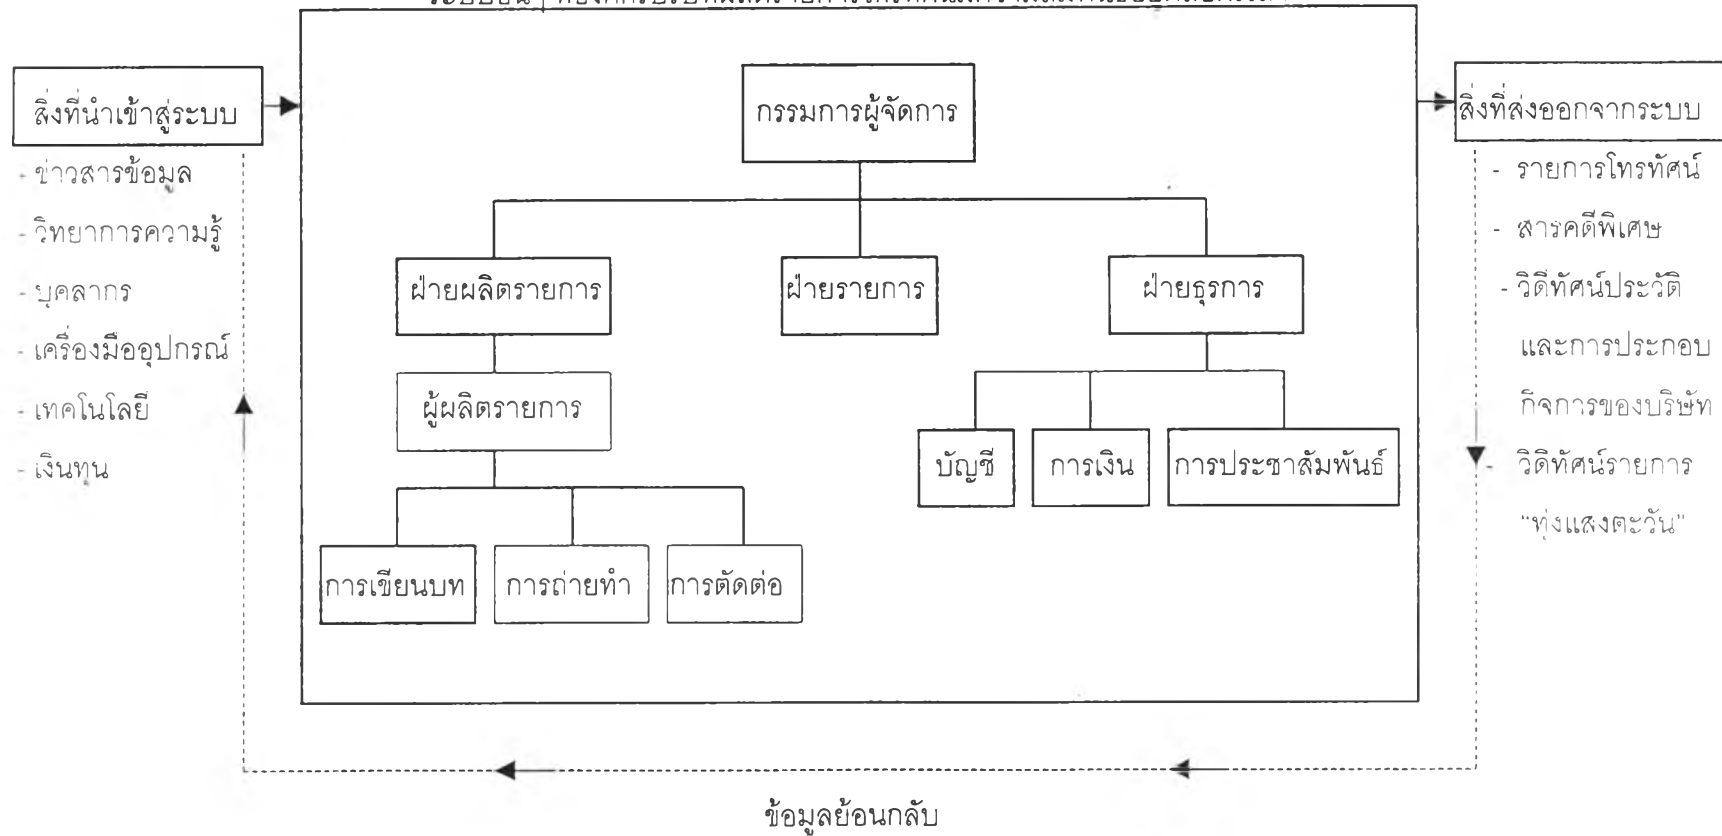 สิ่งที่นำเข้าสู่ระบบ
- ข่าวสารข้อมูล
- วิทยาการความรู้
- บุคลากร
- เครื่องมืออุปกรณ์
- เทคโนโลยี
- เงินทุน
กรรมการผู้จัดการ
ฝ่ายผลิตรายการ
ฝ่ายรายการ
ฝ่ายธุรการ
ผู้ผลิตรายการ
บัญชี
การเงิน
การประชาสัมพันธ์
การเขียนบท
การถ่ายทำ
การตัดต่อ
สิ่งที่ส่งออกจากระบบ
- รายการโทรทัศน์
- สารคดีพิเศษ
- วิดีทัศน์ประวัติ
และการประกอบ
กิจการของบริษัท
- วิดีทัศน์รายการ
"ทุ่งแสงตะวัน"
ข้อมูลย้อนกลับ